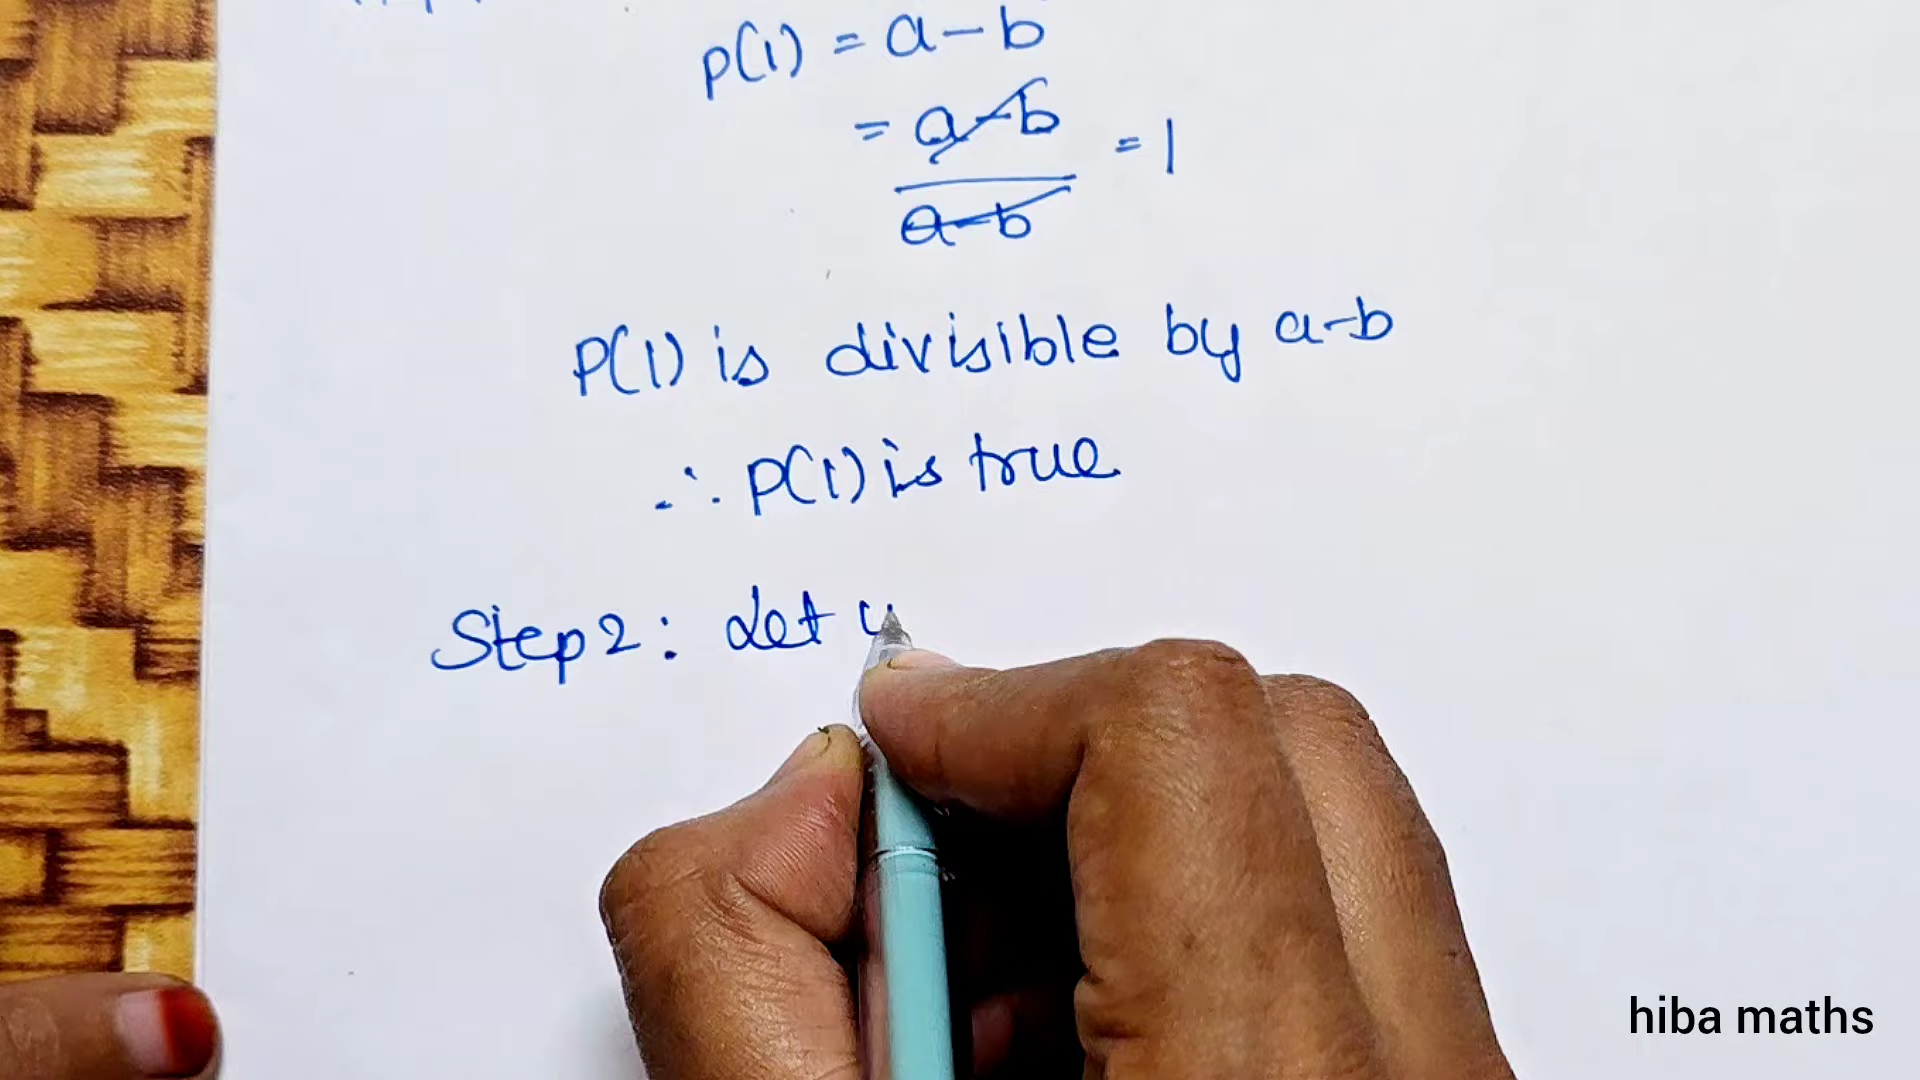 P(1) = a-b
= a-b / a-b = 1
P(1) is divisible by a-b
∴ P(1) is true
Step 2: Let u
hiba maths